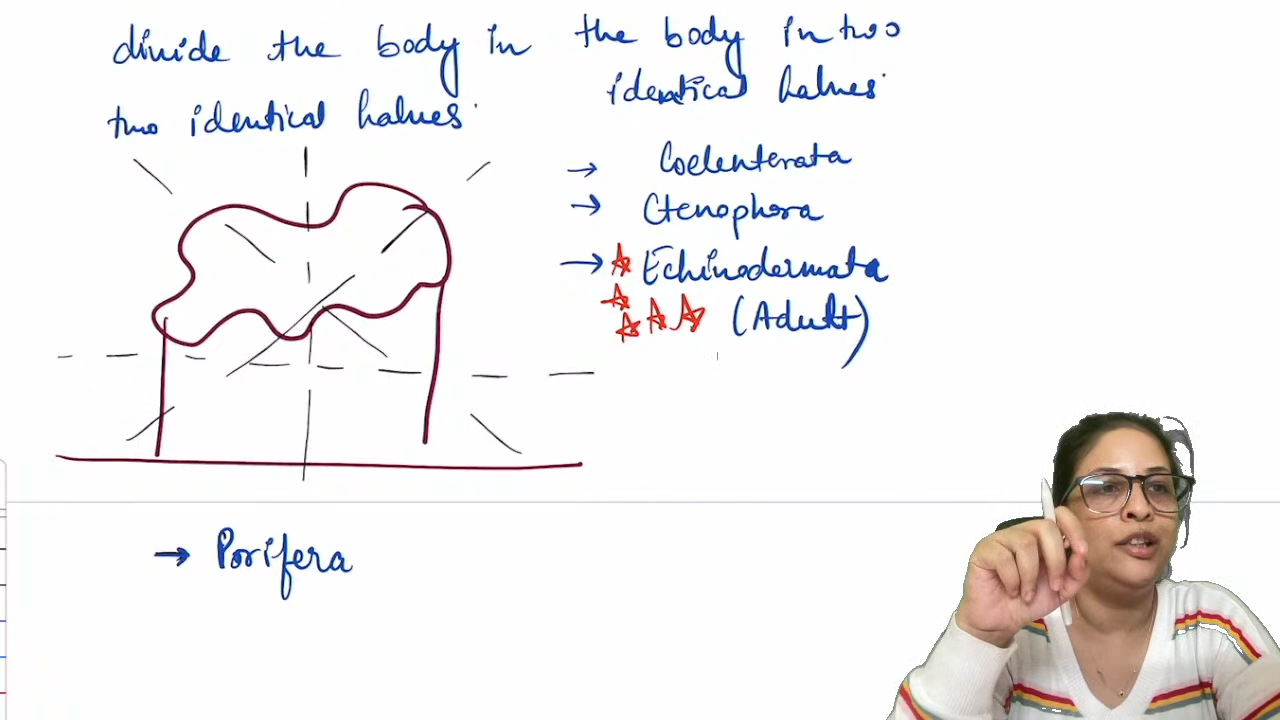 divide the body in
two identical halves.
the body in two
identical halves.
→ Coelenterata
→ Ctenophora
→ Echinodermata
(Adult)
→ Porifera